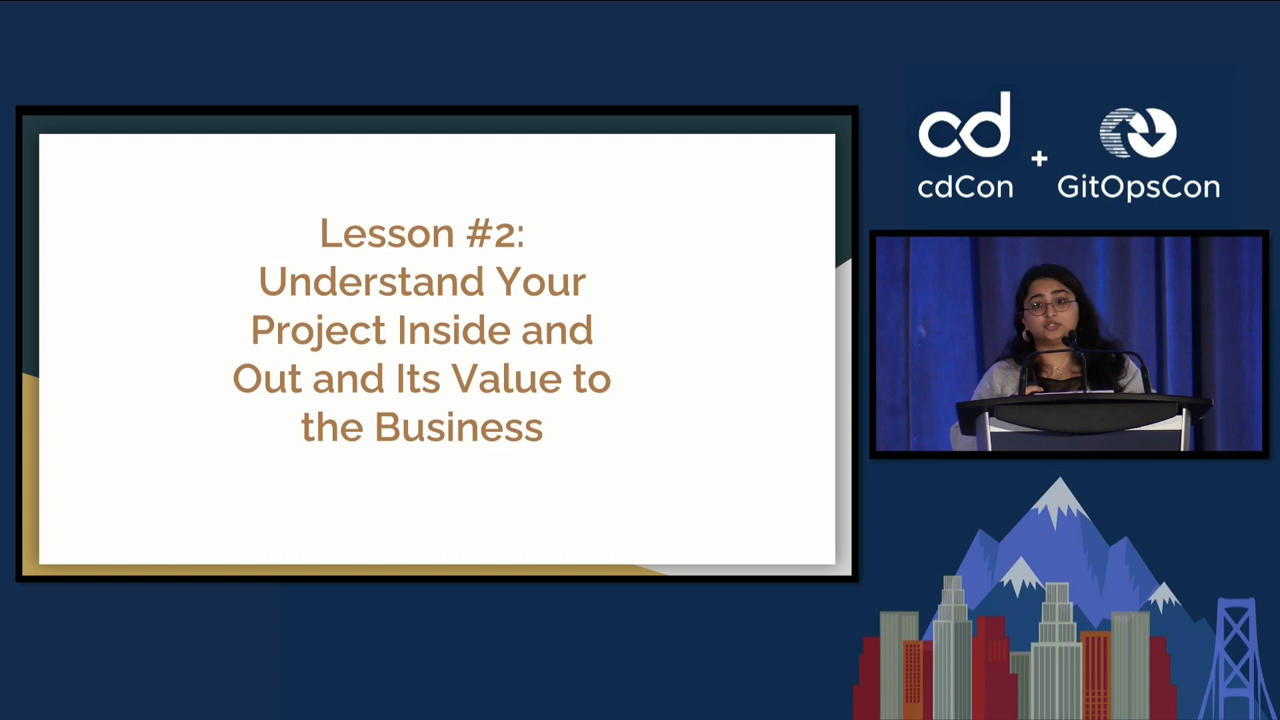 Lesson #2:
Understand Your
Project Inside and
Out and Its Value to
the Business
cd
cdCon
+
GitOpsCon